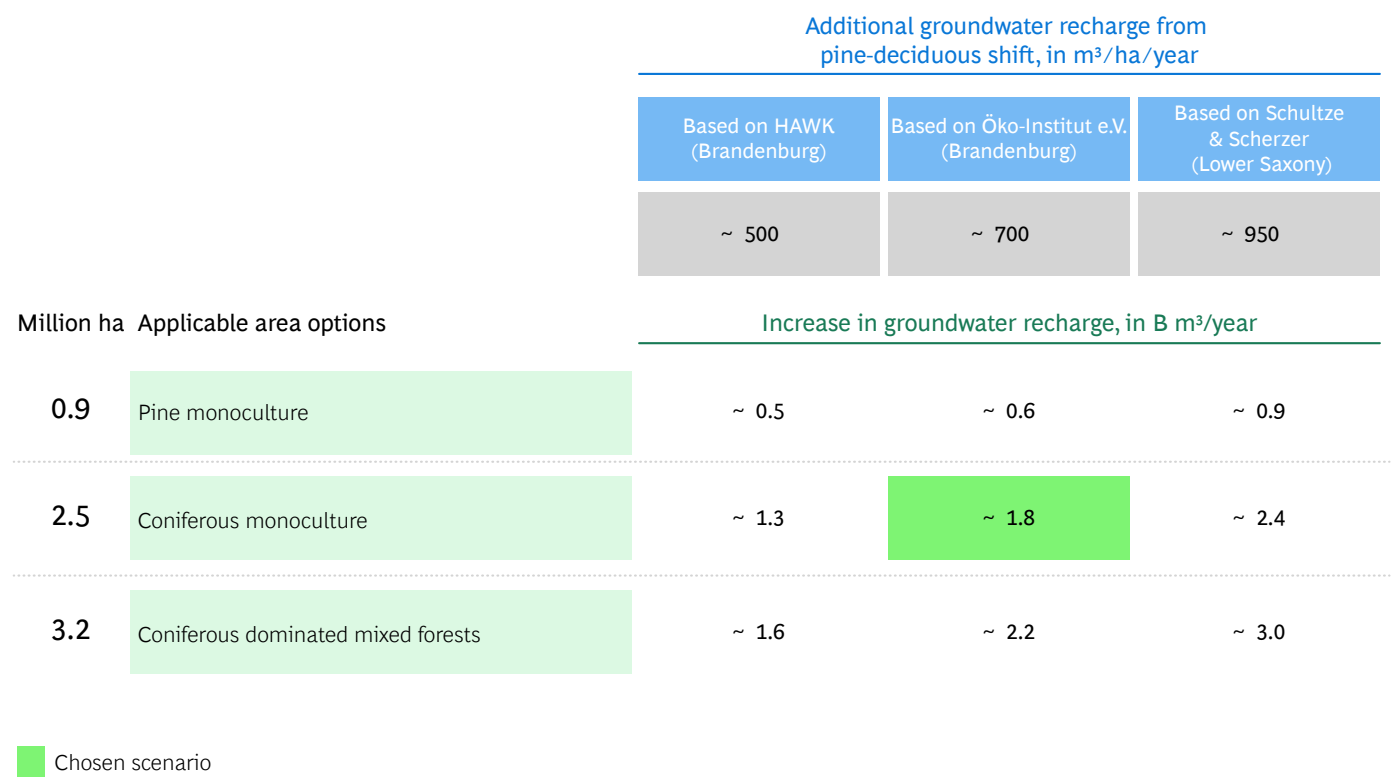 Additional groundwater recharge from
pine-deciduous shift, in m³/ha/year
Based on HAWK
(Brandenburg)
Based on Öko-Institut e.V.
(Brandenburg)
Based on Schultze
& Scherzer
(Lower Saxony)
~ 500
~ 700
~ 950
Million ha Applicable area options
Increase in groundwater recharge, in B m³/year
0.9 Pine monoculture ~ 0.5 ~ 0.6 ~ 0.9
2.5 Coniferous monoculture ~ 1.3 ~ 1.8 ~ 2.4
3.2 Coniferous dominated mixed forests ~ 1.6 ~ 2.2 ~ 3.0
Chosen scenario